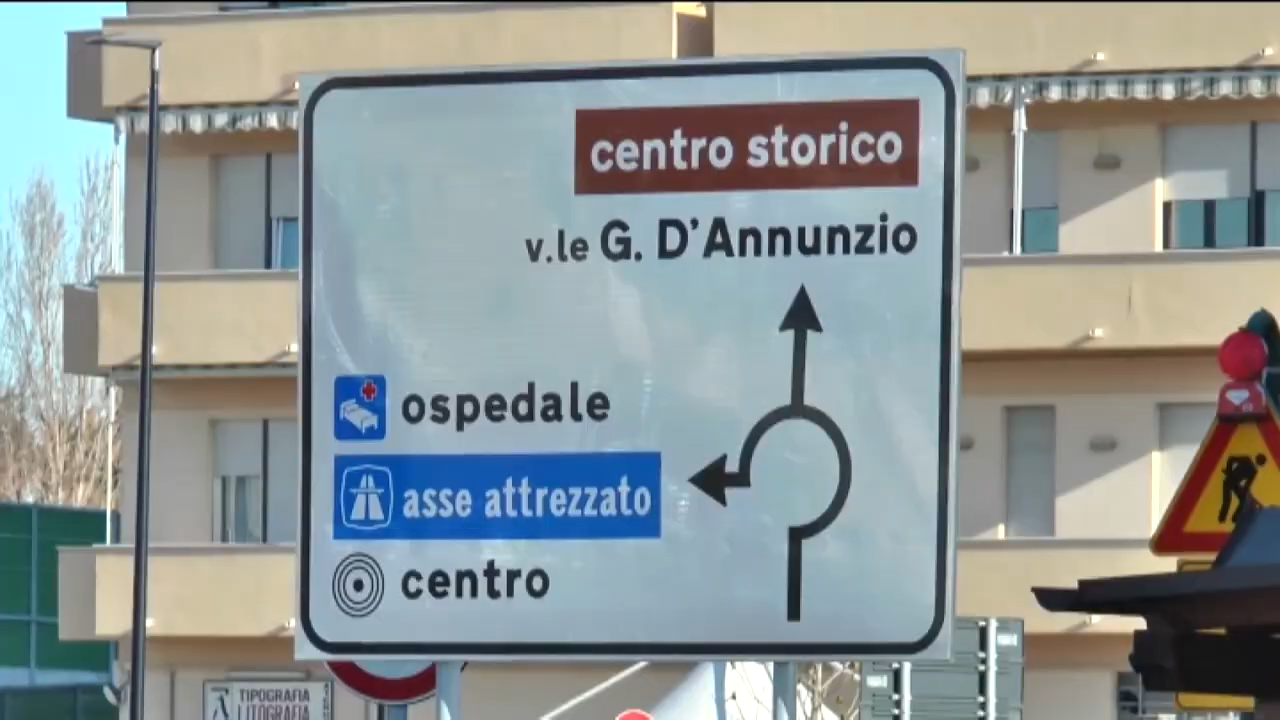 centro storico
v.le G. D'Annunzio
ospedale
asse attrezzato
centro
TIPOGRAFIA
LITOGRAFIA